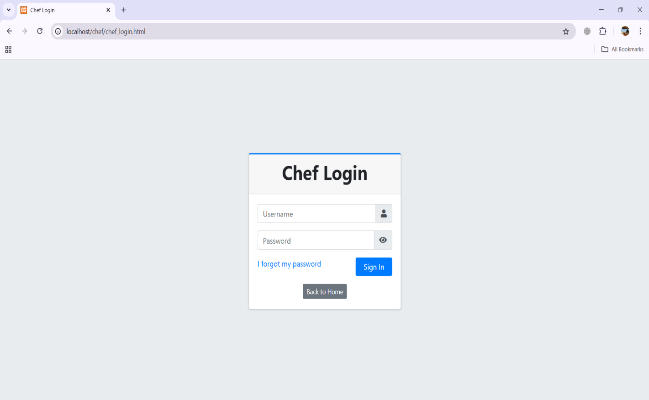 Chef Login
localhost/chef/chef_login.html
All Bookmarks
Chef Login
Username
Password
I forgot my password
Sign In
Back to Home